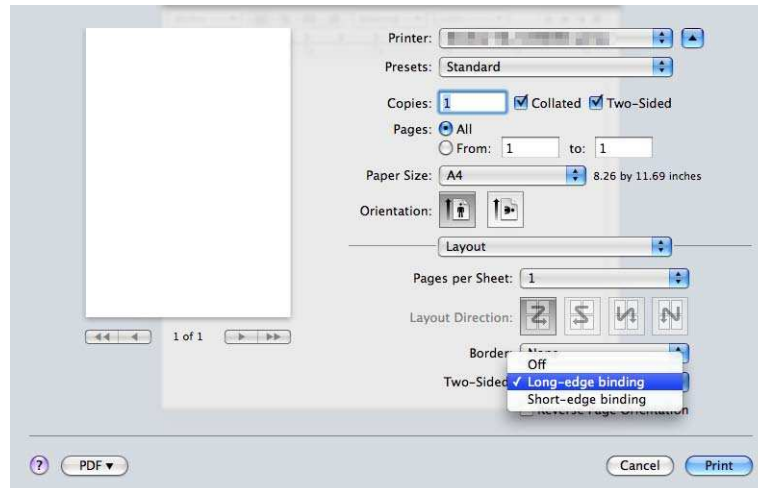 Printer:
Presets: Standard
Copies: 1 Collated Two-Sided
Pages: All
From: 1 to: 1
Paper Size: A4 8.26 by 11.69 inches
Orientation:
Layout
Pages per Sheet: 1
Layout Direction:
1 of 1
Border: None
Off
Two-Sided ✓ Long-edge binding
Short-edge binding
Reverse Page Orientation
? PDF▼ Cancel Print